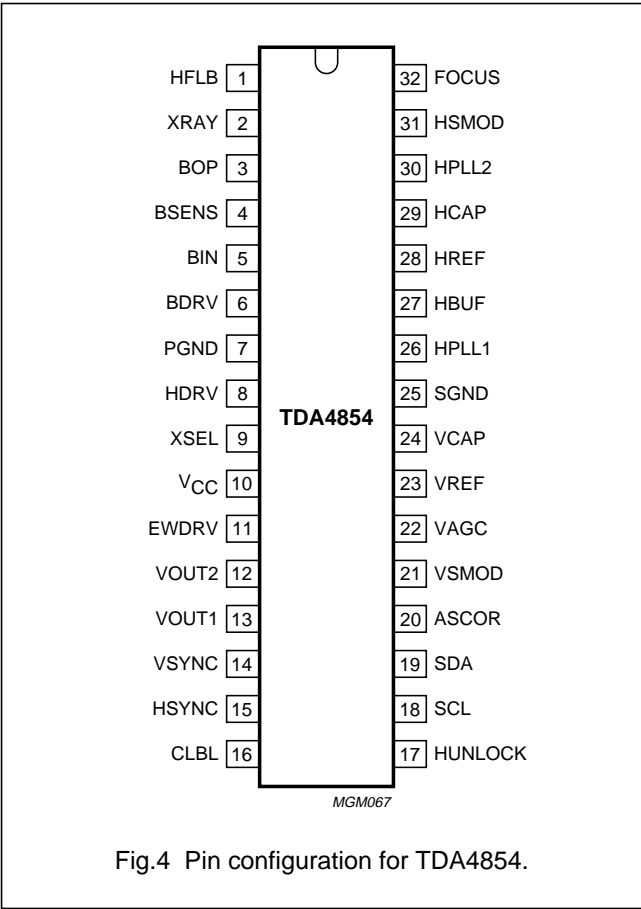 HFLB 1 32 FOCUS
XRAY 2 31 HSMOD
BOP 3 30 HPLL2
BSENS 4 29 HCAP
BIN 5 28 HREF
BDRV 6 27 HBUF
PGND 7 26 HPLL1
HDRV 8 25 SGND
TDA4854
XSEL 9 24 VCAP
VCC 10 23 VREF
EWDRV 11 22 VAGC
VOUT2 12 21 VSMOD
VOUT1 13 20 ASCOR
VSYNC 14 19 SDA
HSYNC 15 18 SCL
CLBL 16 17 HUNLOCK
MGM067
Fig.4 Pin configuration for TDA4854.